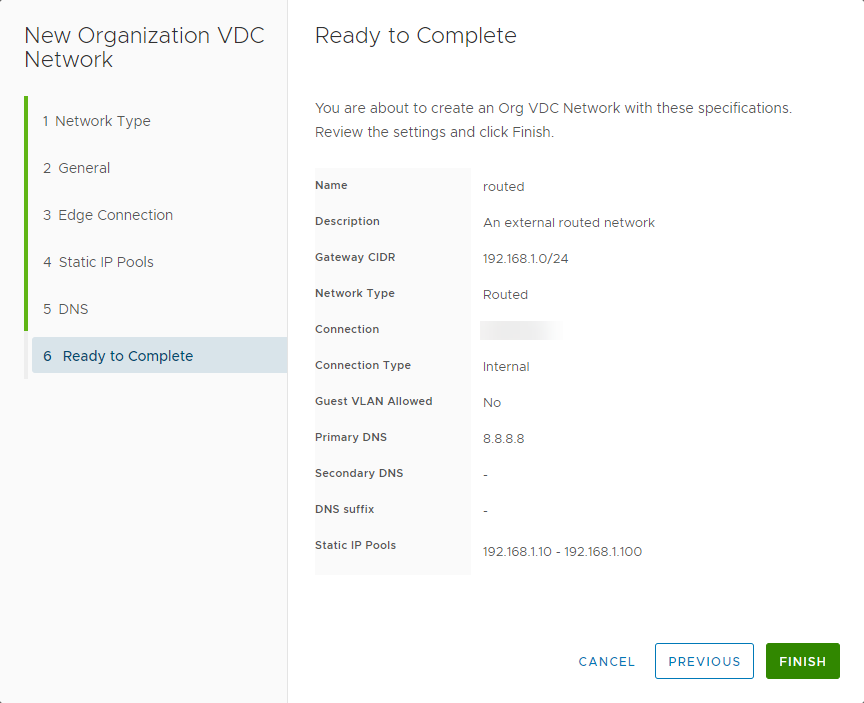 New Organization VDC
Network
1 Network Type
2 General
3 Edge Connection
4 Static IP Pools
5 DNS
6 Ready to Complete
Ready to Complete
You are about to create an Org VDC Network with these specifications.
Review the settings and click Finish.
Name routed
Description An external routed network
Gateway CIDR 192.168.1.0/24
Network Type Routed
Connection
Connection Type Internal
Guest VLAN Allowed No
Primary DNS 8.8.8.8
Secondary DNS -
DNS suffix -
Static IP Pools 192.168.1.10 - 192.168.1.100
CANCEL PREVIOUS FINISH